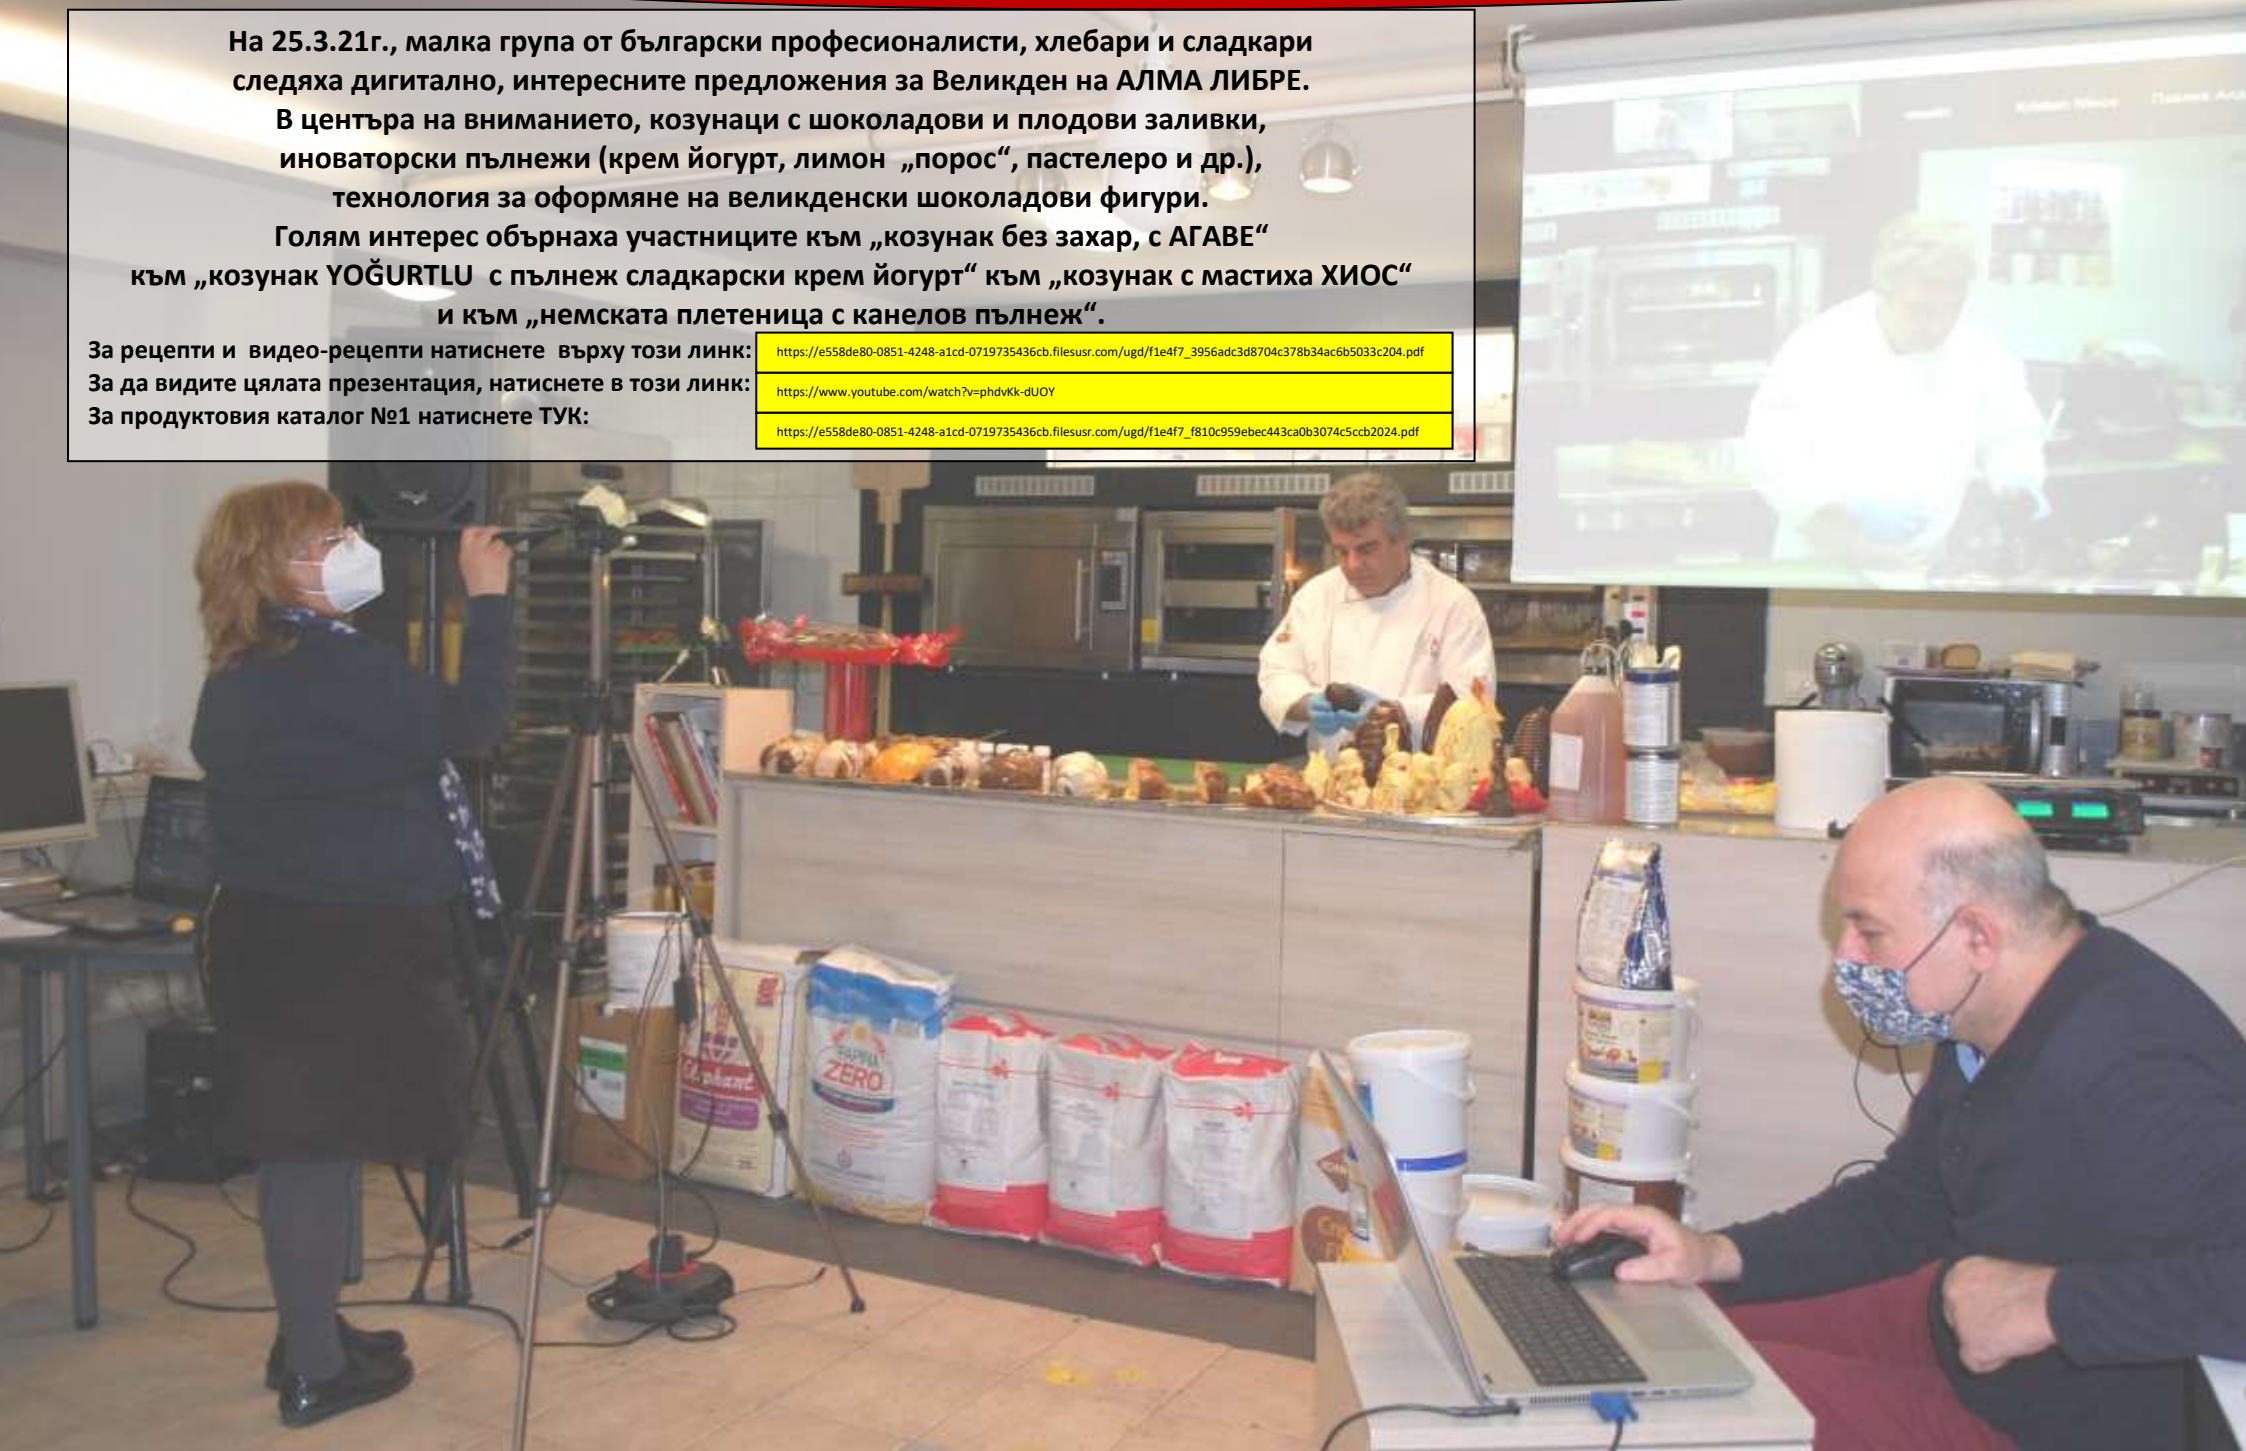 На 25.3.21г., малка група от български професионалисти, хлебари и сладкари
следяха дигитално, интересните предложения за Великден на АЛМА ЛИБРЕ.
В центъра на вниманието, козунаци с шоколадови и плодови заливки,
иноваторски пълнежи (крем йогурт, лимон „порос“, пастелеро и др.),
технология за оформяне на великденски шоколадови фигури.
Голям интерес обърнаха участниците към „козунак без захар, с АГАВЕ“
към „козунак YOĞURTLU с пълнеж сладкарски крем йогурт“ към „козунак с мастиха ХИОС“
и към „немската плетеница с канелов пълнеж“.
За рецепти и видео-рецепти натиснете върху този линк: https://e558de80-0851-4248-a1cd-0719735436cb.filesusr.com/ugd/f1e4f7_3956adc3d8704c378b34ac6b5033c204.pdf
За да видите цялата презентация, натиснете в този линк: https://www.youtube.com/watch?v=phdvKk-dUOY
За продуктовия каталог №1 натиснете ТУК: https://e558de80-0851-4248-a1cd-0719735436cb.filesusr.com/ugd/f1e4f7_f810c959ebec443ca0b3074c5ccb2024.pdf
Elephant
ZERO